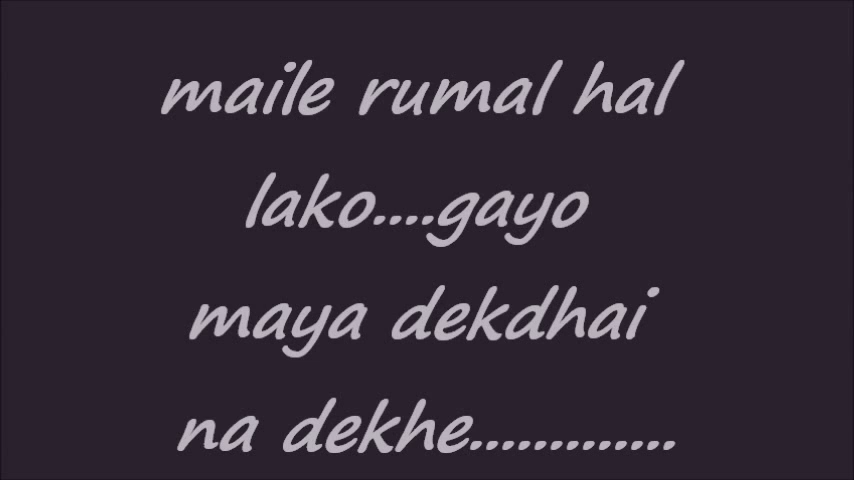 maile rumal hal
lako....gayo
maya dekdhai
na dekhe.............